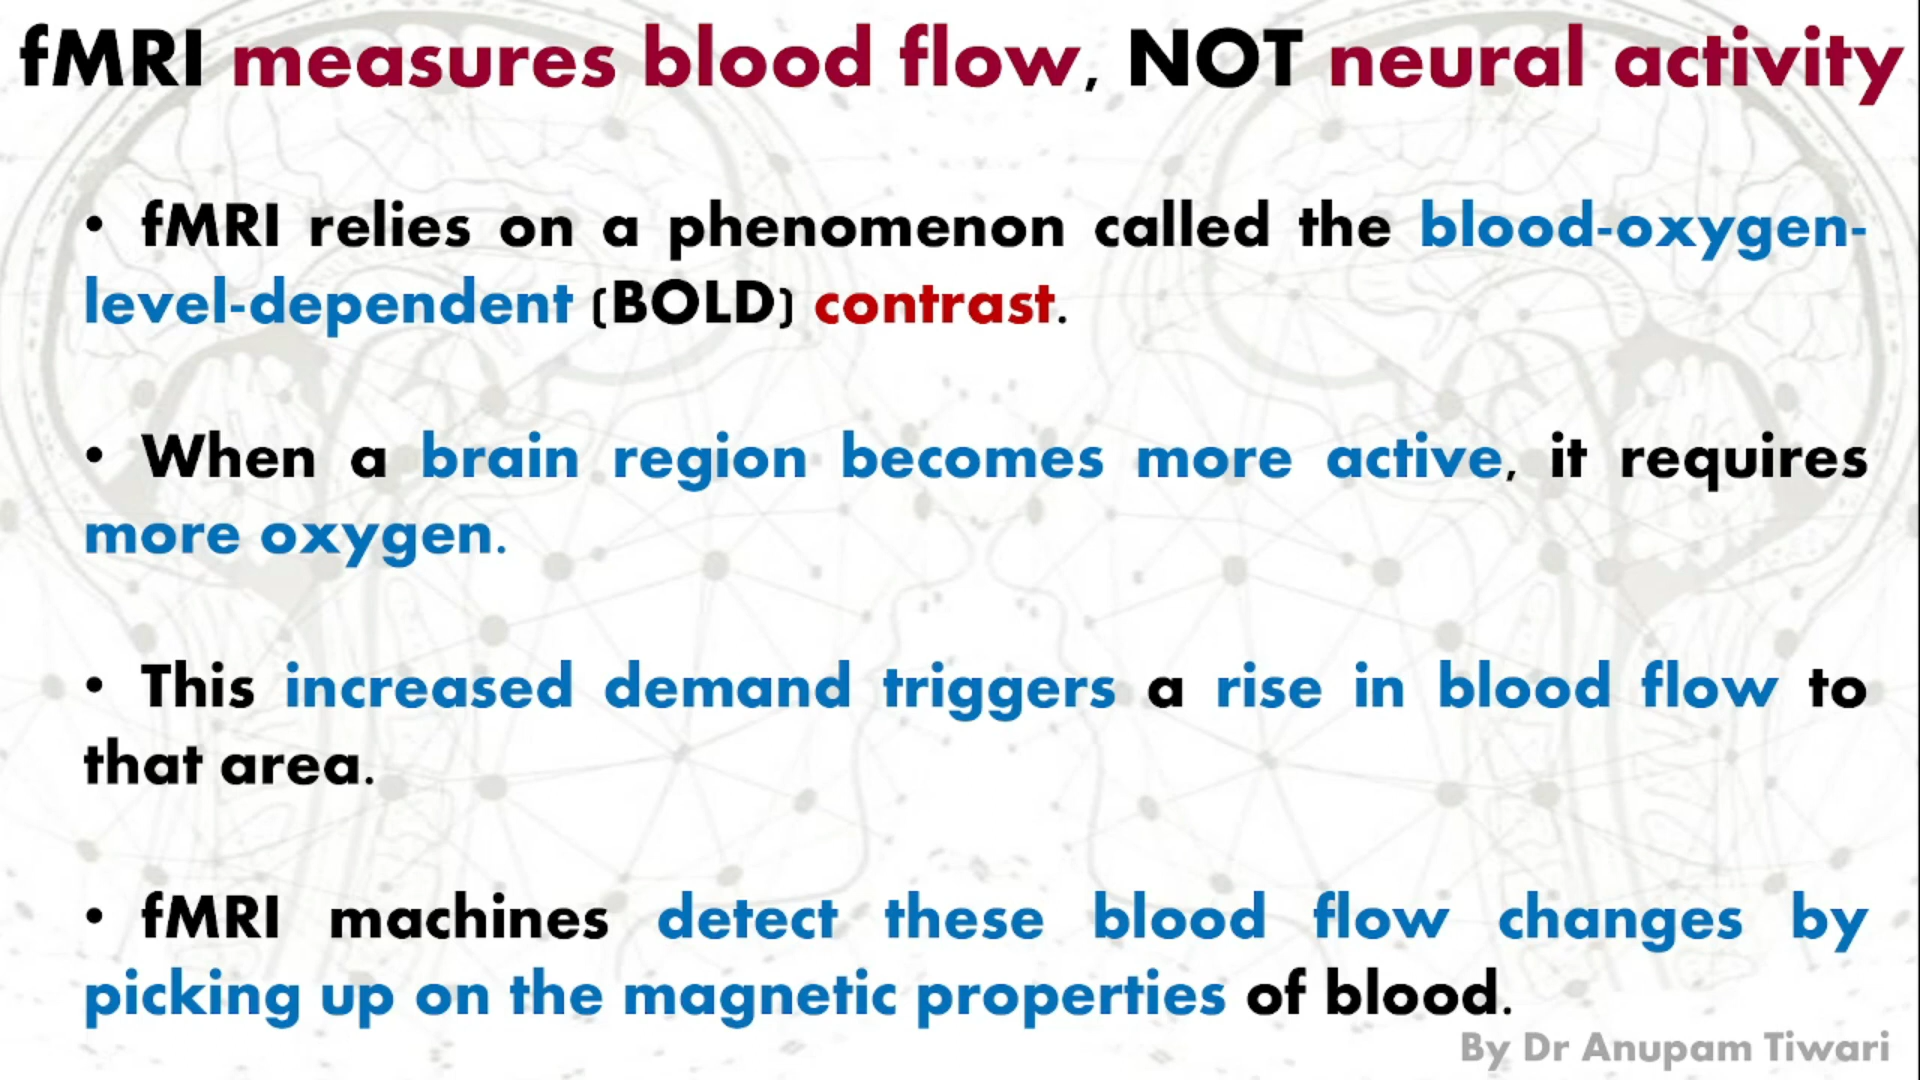 fMRI measures blood flow, NOT neural activity
• fMRI relies on a phenomenon called the blood-oxygen-
level-dependent (BOLD) contrast.
• When a brain region becomes more active, it requires
more oxygen.
• This increased demand triggers a rise in blood flow to
that area.
• fMRI machines detect these blood flow changes by
picking up on the magnetic properties of blood.
By Dr Anupam Tiwari